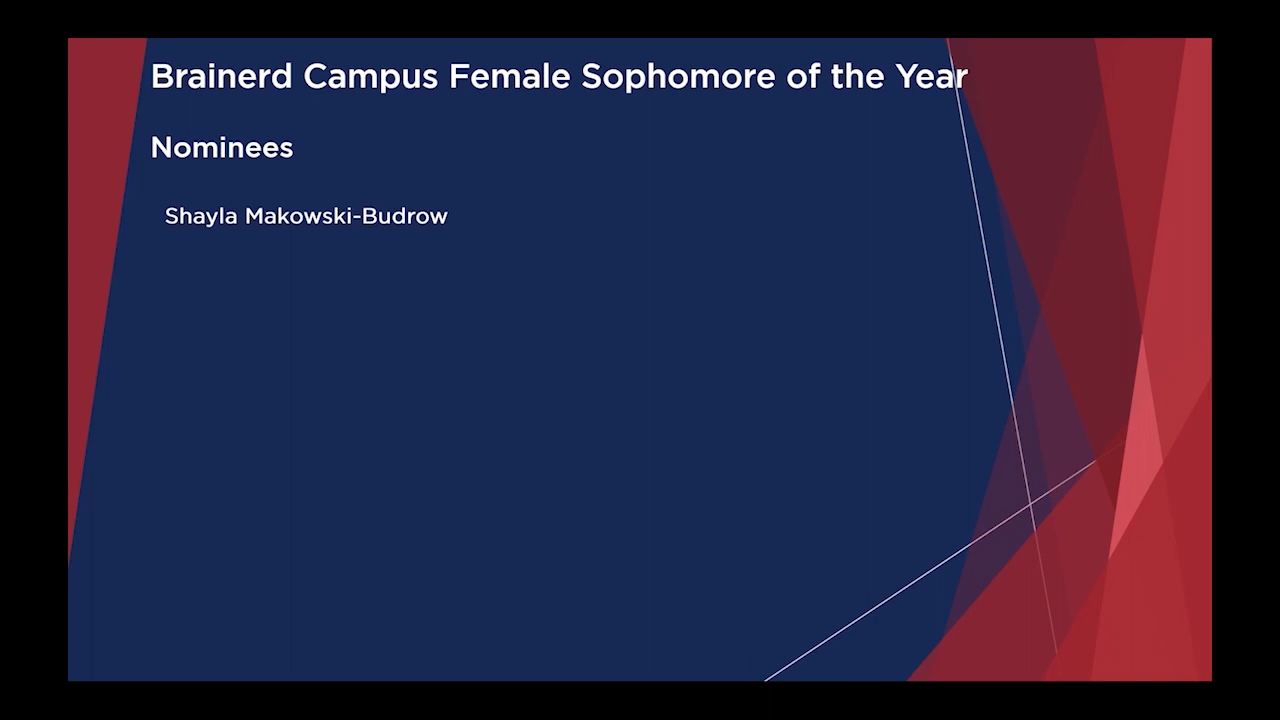 Brainerd Campus Female Sophomore of the Year
Nominees
Shayla Makowski-Budrow